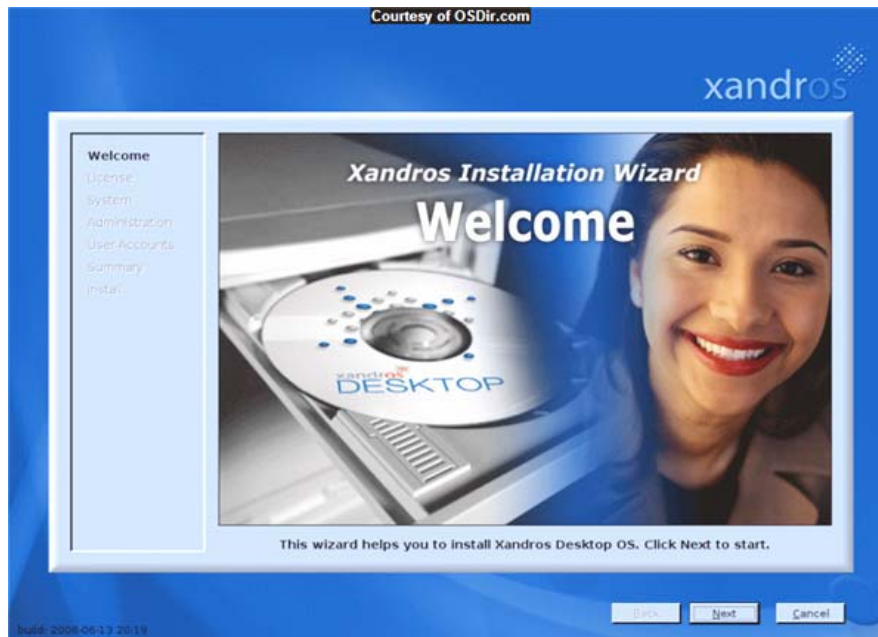 Courtesy of OSDir.com
xandros
Welcome
License
System
Administration
User Accounts
Summary
Install
Xandros Installation Wizard
Welcome
xandros
DESKTOP
This wizard helps you to install Xandros Desktop OS. Click Next to start.
Back
Next
Cancel
build: 2006-06-13 20:19